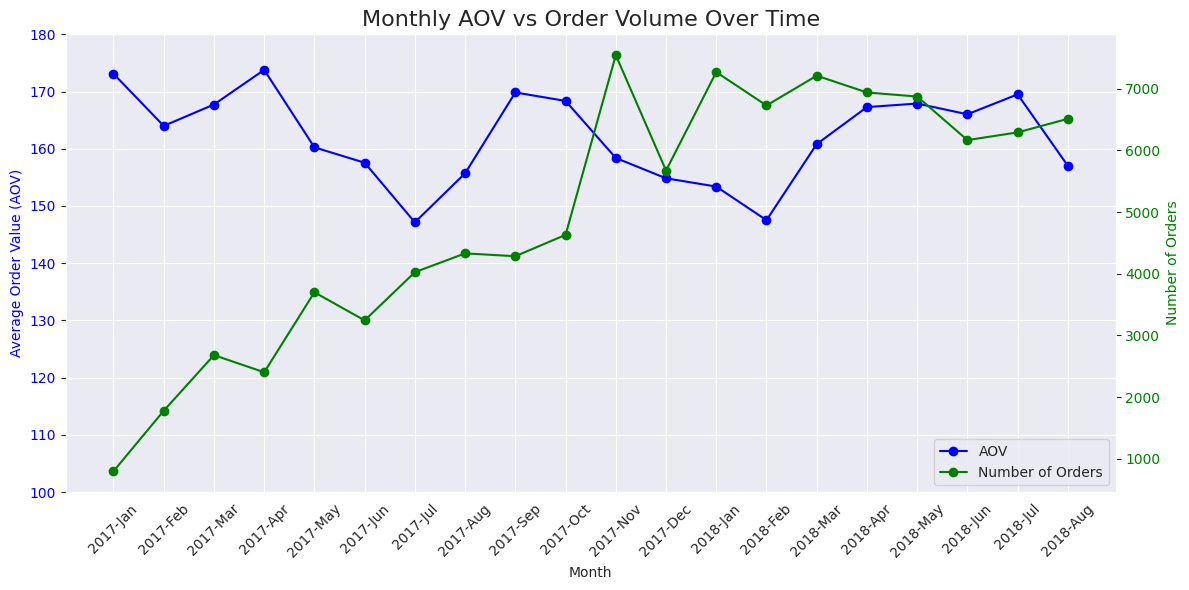 Monthly AOV vs Order Volume Over Time
180
170
160
150
140
130
120
110
100
Average Order Value (AOV)
7000
6000
5000
4000
3000
2000
1000
Number of Orders
AOV
Number of Orders
2017-Jan
2017-Feb
2017-Mar
2017-Apr
2017-May
2017-Jun
2017-Jul
2017-Aug
2017-Sep
2017-Oct
2017-Nov
2017-Dec
2018-Jan
2018-Feb
2018-Mar
2018-Apr
2018-May
2018-Jun
2018-Jul
2018-Aug
Month